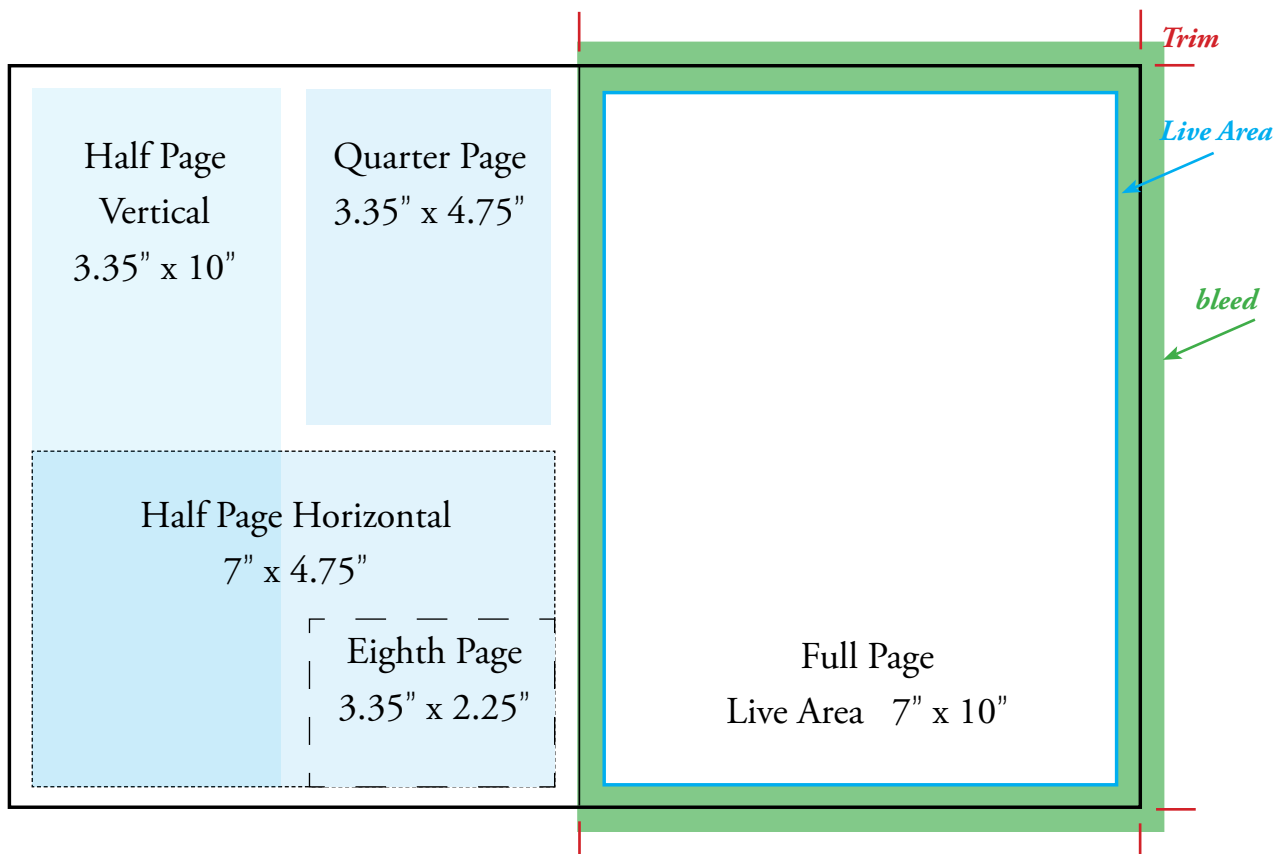 Half Page
Vertical
3.35” x 10”
Quarter Page
3.35” x 4.75”
Half Page Horizontal
7” x 4.75”
Eighth Page
3.35” x 2.25”
Full Page
Live Area 7” x 10”
Trim
Live Area
bleed